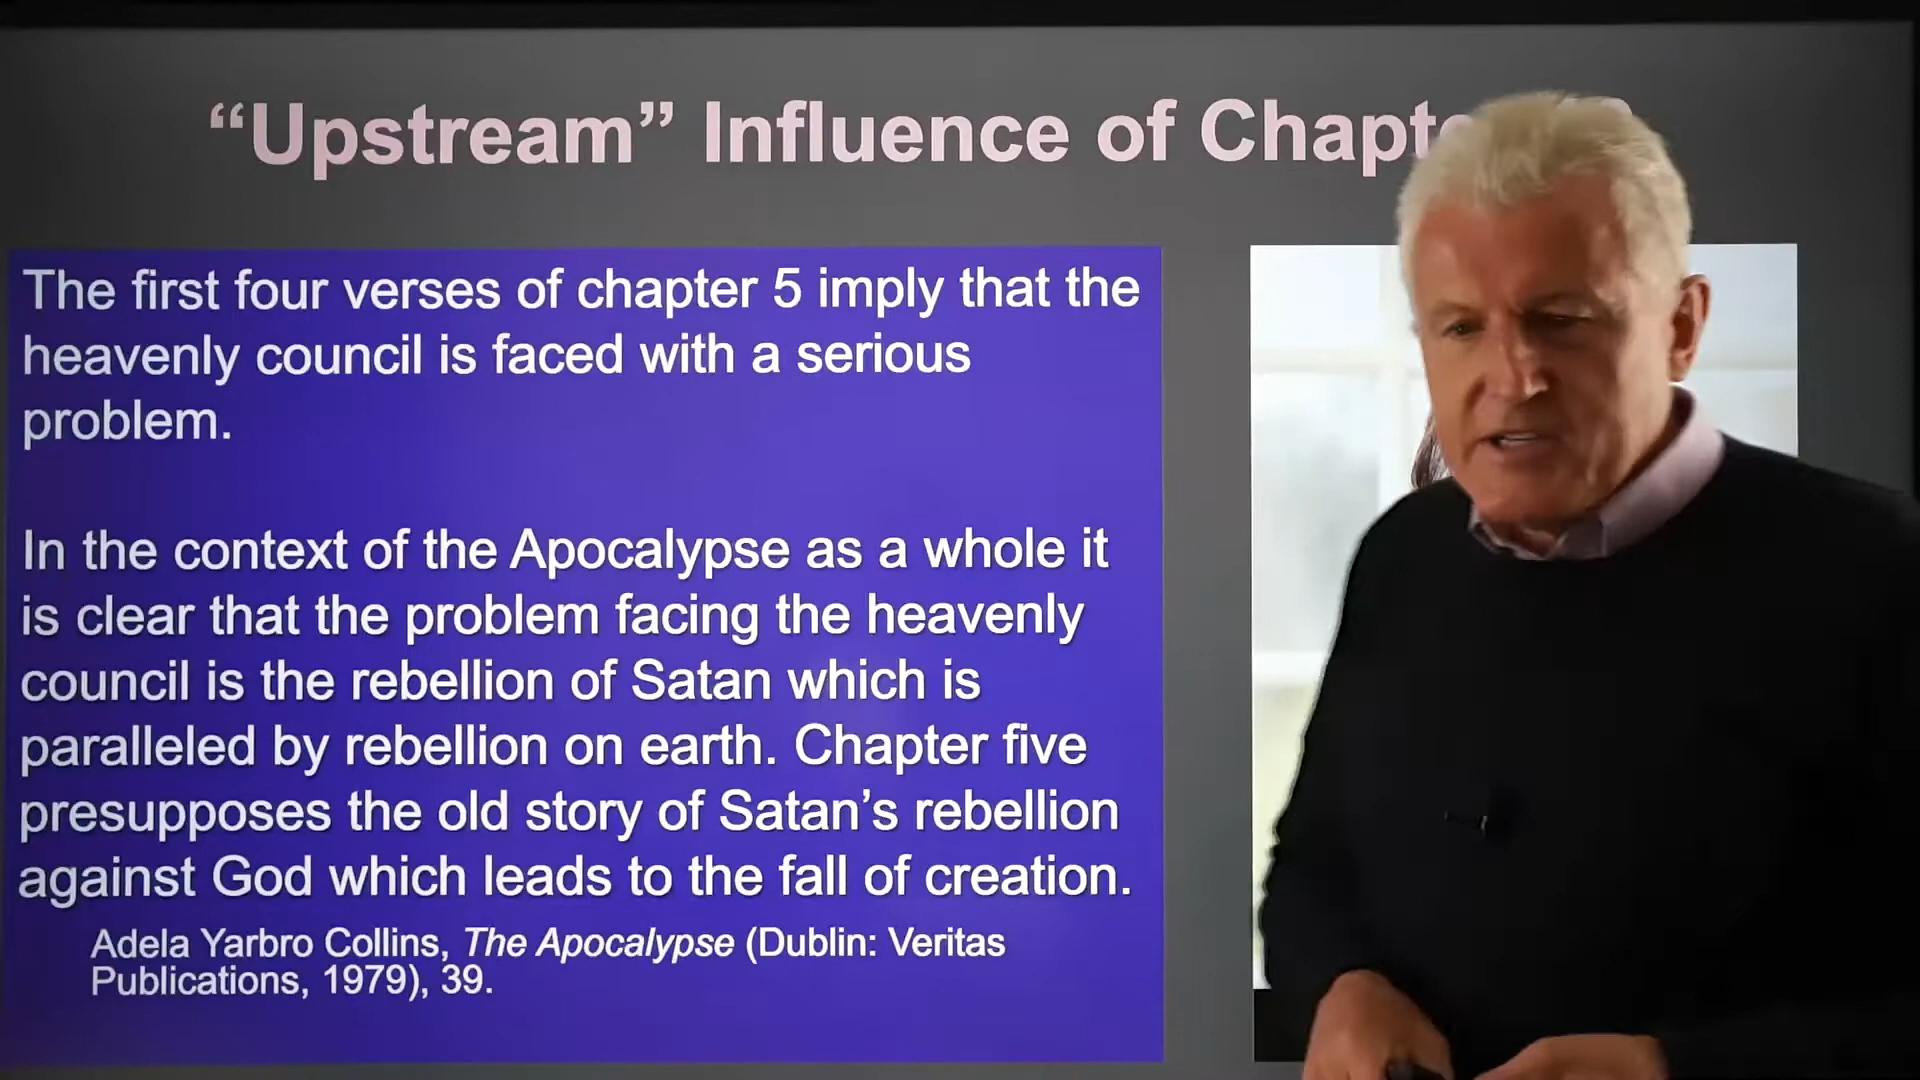 “Upstream” Influence of
The first four verses of chapter 5 imply that the
heavenly council is faced with a serious
problem.
In the context of the Apocalypse as a whole it
is clear that the problem facing the heavenly
council is the rebellion of Satan which is
paralleled by rebellion on earth. Chapter five
presupposes the old story of Satan’s rebellion
against God which leads to the fall of creation.
Adela Yarbro Collins, The Apocalypse (Dublin: Veritas
Publications, 1979), 39.